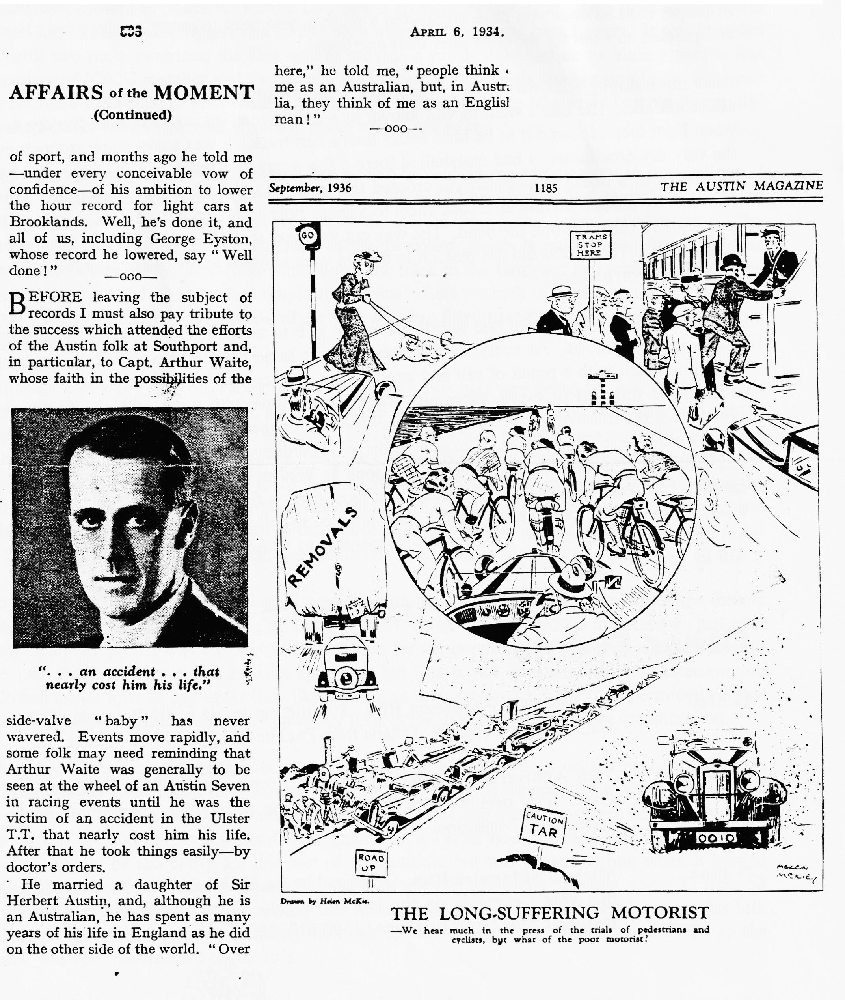 APRIL 6, 1934.
AFFAIRS of the MOMENT
(Continued)
of sport, and months ago he told me
—under every conceivable vow of
confidence—of his ambition to lower
the hour record for light cars at
Brooklands. Well, he's done it, and
all of us, including George Eyston,
whose record he lowered, say “Well
done!”
—ooo—
BEFORE leaving the subject of
records I must also pay tribute to
the success which attended the efforts
of the Austin folk at Southport and,
in particular, to Capt. Arthur Waite,
whose faith in the possibilities of the
“. . . an accident . . . that
nearly cost him his life.”
side-valve “baby” has never
wavered. Events move rapidly, and
some folk may need reminding that
Arthur Waite was generally to be
seen at the wheel of an Austin Seven
in racing events until he was the
victim of an accident in the Ulster
T.T. that nearly cost him his life.
After that he took things easily—by
doctor's orders.
He married a daughter of Sir
Herbert Austin, and, although he is
an Australian, he has spent as many
years of his life in England as he did
on the other side of the world. “Over
here,” he told me, “people think
me as an Australian, but, in Austra
lia, they think of me as an Englis
man!”
—ooo—
September, 1936 1185 THE AUSTIN MAGAZINE
GO
TRAMS
STOP
HERE
REMOVALS
CAUTION
TAR
ROAD
UP
OO 10
HELEN
McKIE
Drawn by Helen McKie.
THE LONG-SUFFERING MOTORIST
—We hear much in the press of the trials of pedestrians and
cyclists, but what of the poor motorist?